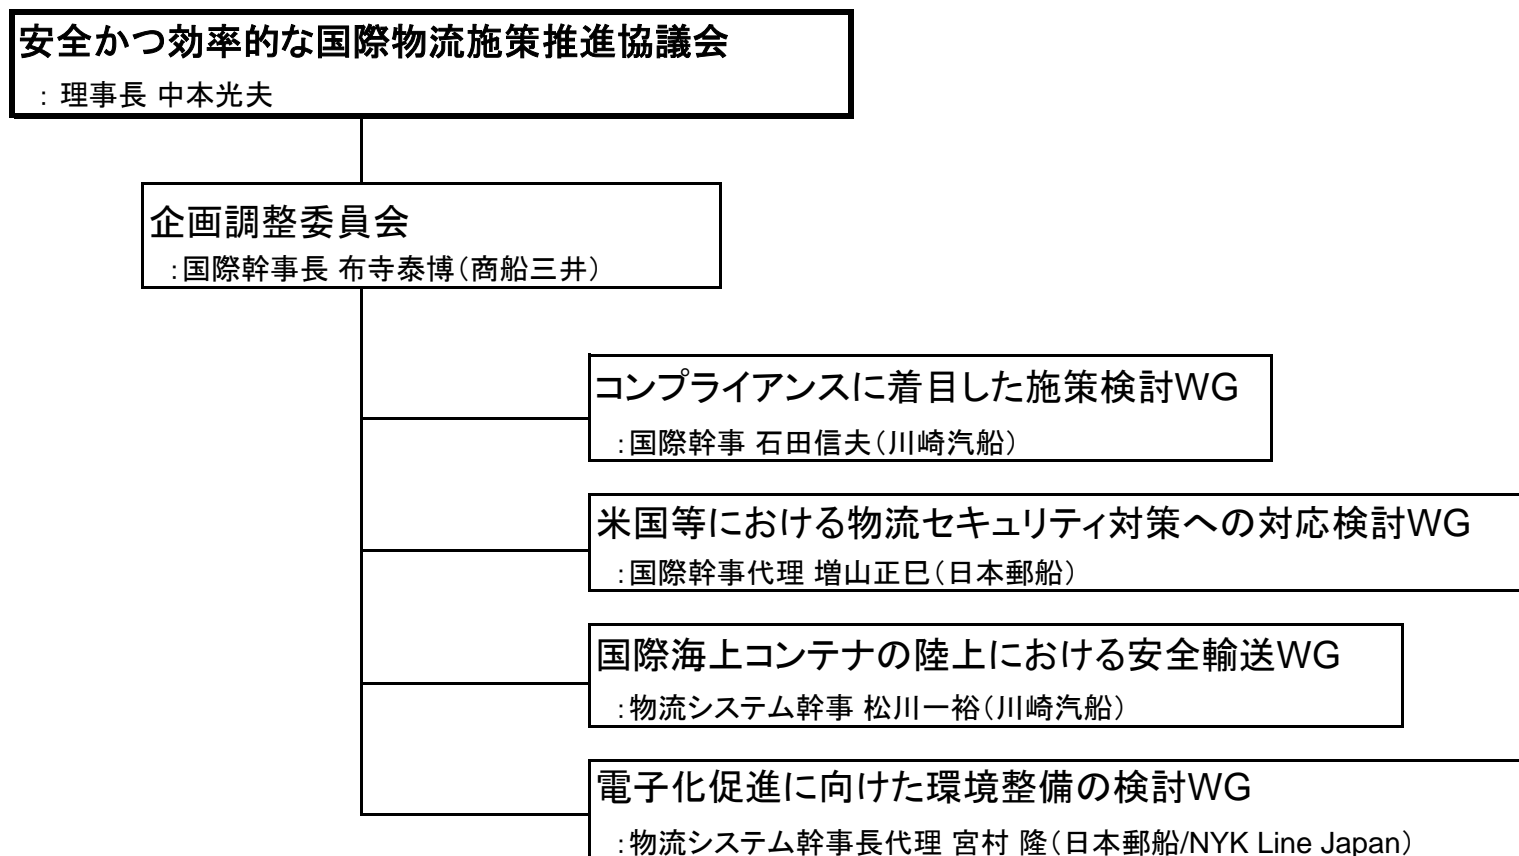 安全かつ効率的な国際物流施策推進協議会
： 理事長 中本光夫
企画調整委員会
：国際幹事長 布寺泰博（商船三井）
コンプライアンスに着目した施策検討WG
：国際幹事 石田信夫（川崎汽船）
米国等における物流セキュリティ対策への対応検討WG
：国際幹事代理 増山正巳（日本郵船）
国際海上コンテナの陸上における安全輸送WG
：物流システム幹事 松川一裕（川崎汽船）
電子化促進に向けた環境整備の検討WG
：物流システム幹事長代理 宮村 隆（日本郵船/NYK Line Japan）